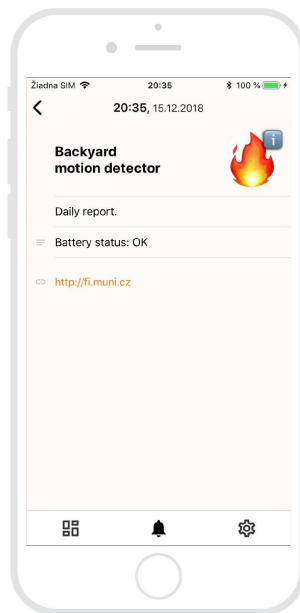 Žiadna SIM 20:35 100 %
20:35, 15.12.2018
Backyard
motion detector
i
Daily report.
Battery status: OK
http://fi.muni.cz